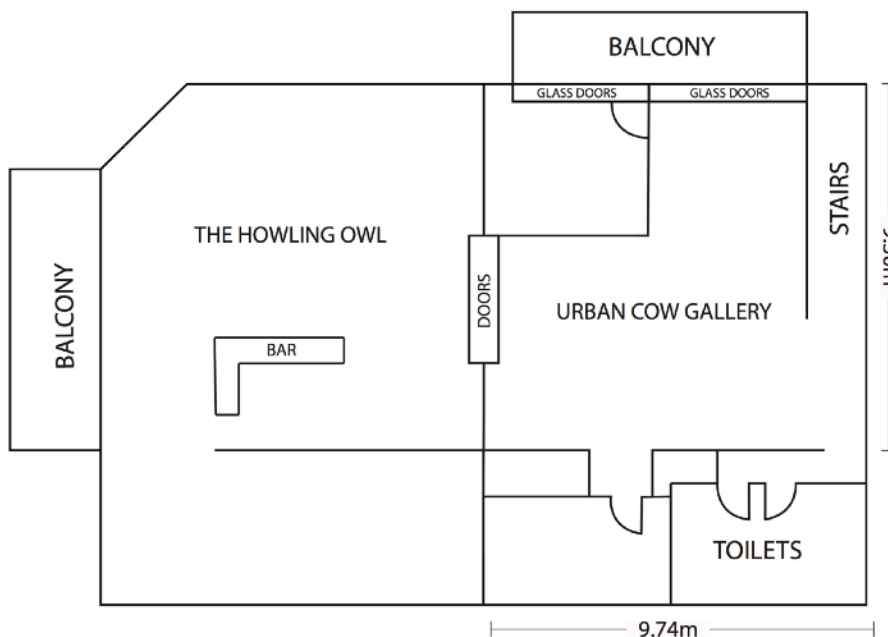 BALCONY
GLASS DOORS GLASS DOORS
STAIRS
THE HOWLING OWL
BALCONY
DOORS
URBAN COW GALLERY
BAR
TOILETS
9.74m